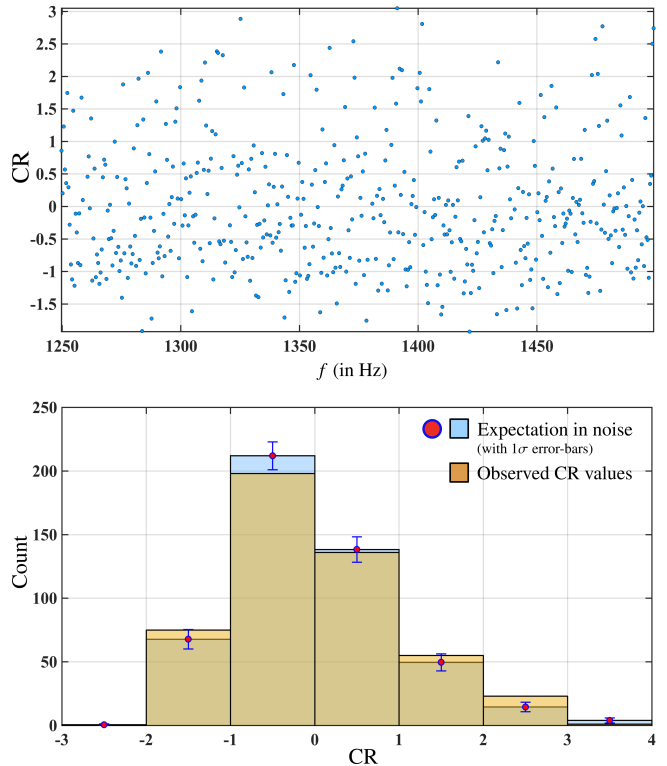 3
2.5
2
1.5
1
0.5
0
-0.5
-1
-1.5
CR
1250 1300 1350 1400 1450
f (in Hz)
250
200
150
100
50
0
Count
Expectation in noise
(with 1σ error-bars)
Observed CR values
-3 -2 -1 0 1 2 3 4
CR